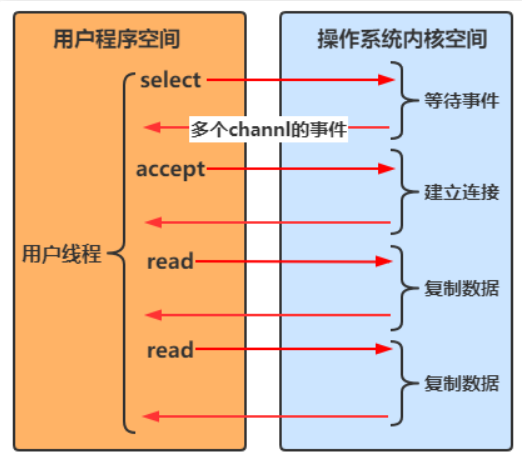 用户程序空间
操作系统内核空间
select
等待事件
多个channl的事件
accept
建立连接
用户线程
read
复制数据
read
复制数据